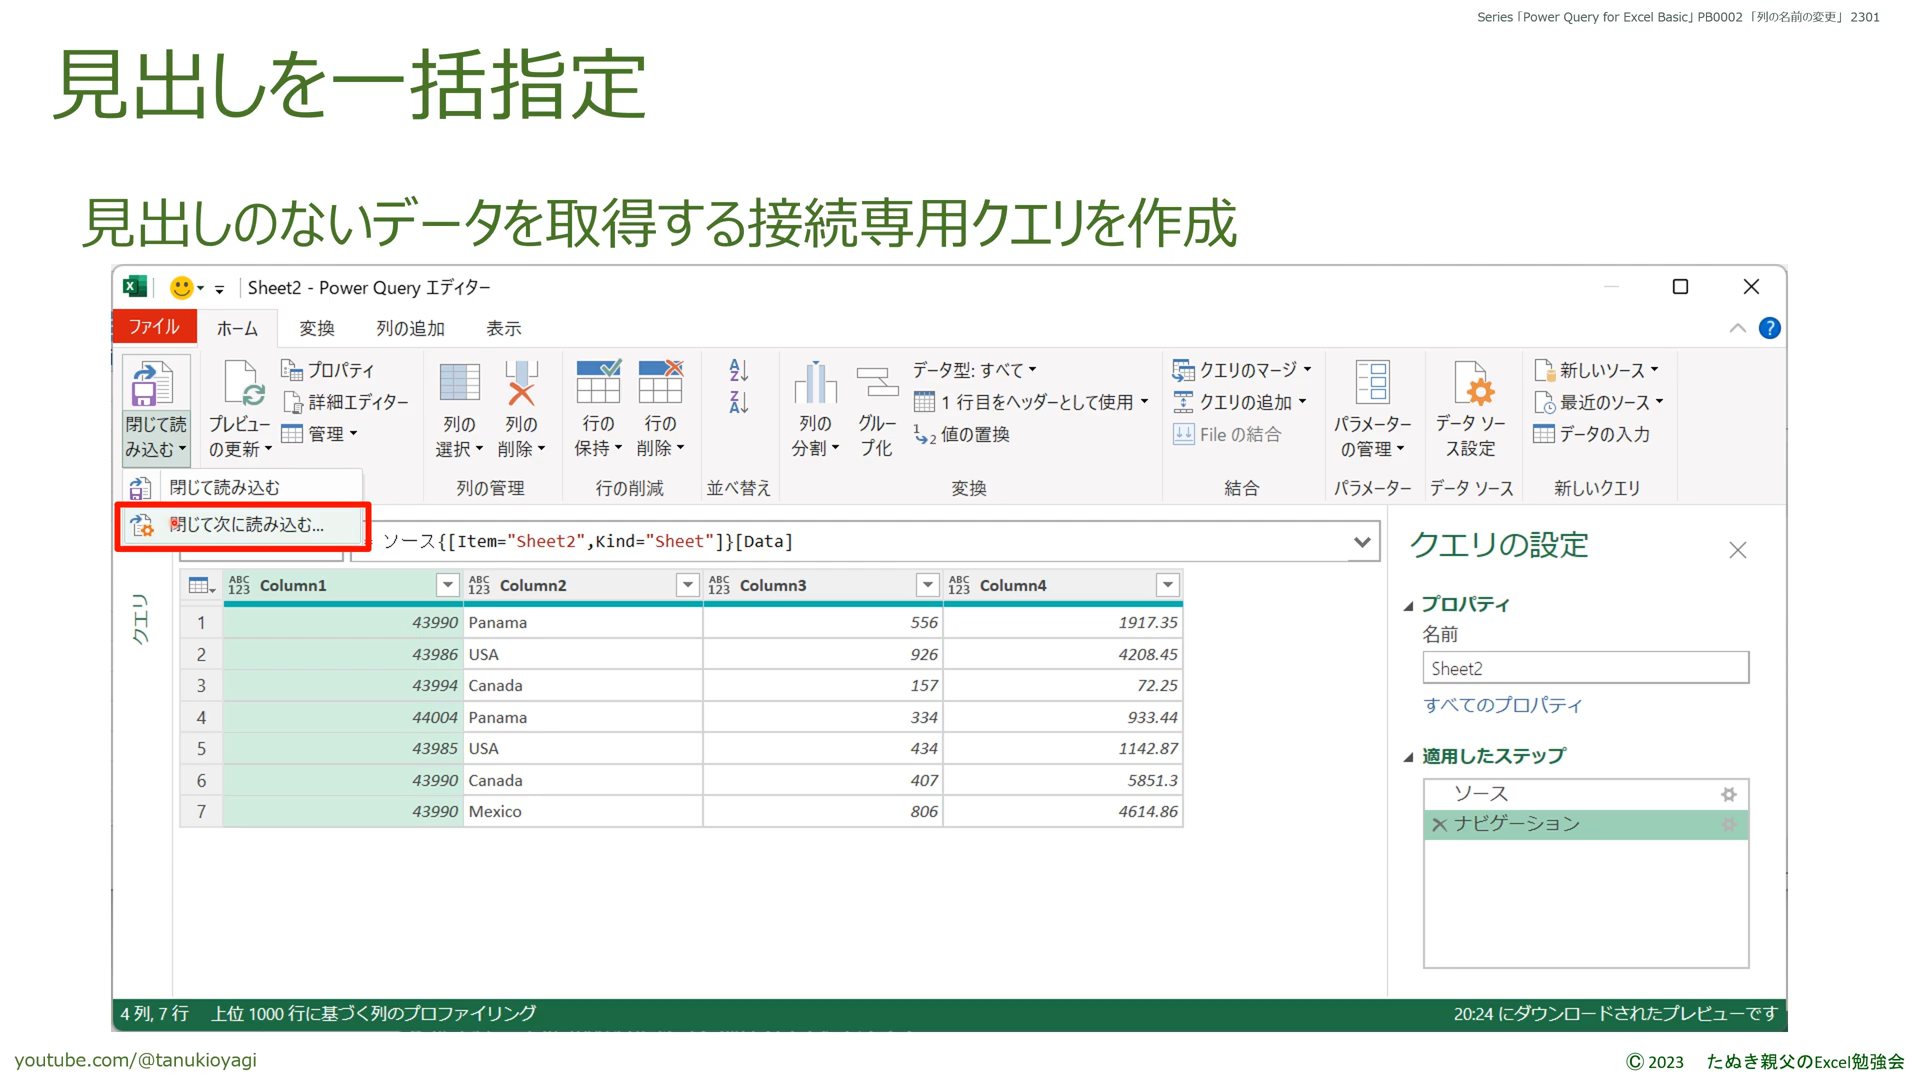 Series「Power Query for Excel Basic」PB0002「列の名前の変更」 2301
見出しを一括指定
見出しのないデータを取得する接続専用クエリを作成
Sheet2 - Power Query エディター
ファイル ホーム 変換 列の追加 表示
閉じて読み込む
プレビューの更新
プロパティ
詳細エディター
管理
列の選択
列の削除
列の管理
行の保持
行の削除
行の削減
並べ替え
列の分割
グループ化
データ型: すべて
1 行目をヘッダーとして使用
値の置換
変換
クエリのマージ
クエリの追加
File の結合
結合
パラメーターの管理
パラメーター
データ ソース設定
データ ソース
新しいソース
最近のソース
データの入力
新しいクエリ
閉じて読み込む
閉じて次に読み込む...
= ソース{[Item="Sheet2",Kind="Sheet"]}[Data]
クエリ
ABC 123 Column1 ABC 123 Column2 ABC 123 Column3 ABC 123 Column4
1 43990 Panama 556 1917.35
2 43986 USA 926 4208.45
3 43994 Canada 157 72.25
4 44004 Panama 334 933.44
5 43985 USA 434 1142.87
6 43990 Canada 407 5851.3
7 43990 Mexico 806 4614.86
クエリの設定
プロパティ
名前
Sheet2
すべてのプロパティ
適用したステップ
ソース
ナビゲーション
4 列, 7 行 上位 1000 行に基づく列のプロファイリング
20:24 にダウンロードされたプレビューです
youtube.com/@tanukioyagi
© 2023 たぬき親父のExcel勉強会